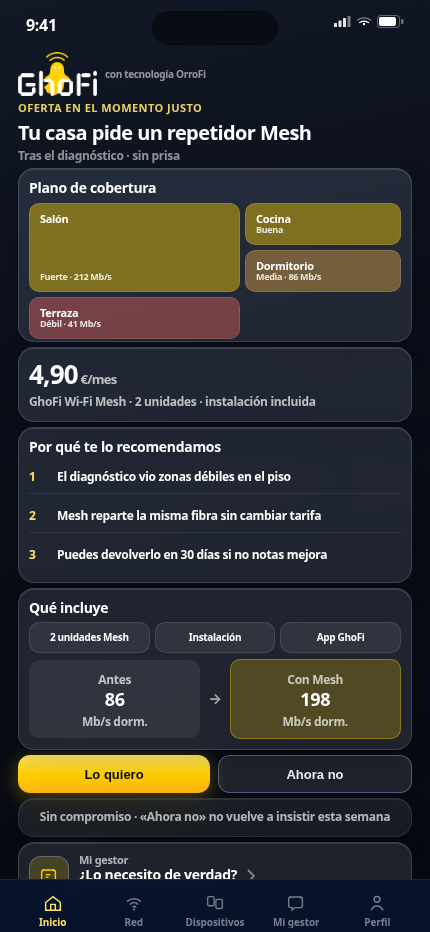 9:41
GhoFi
con tecnología OrroFi
OFERTA EN EL MOMENTO JUSTO
Tu casa pide un repetidor Mesh
Tras el diagnóstico · sin prisa
Plano de cobertura
Salón
Fuerte · 212 Mb/s
Cocina
Buena
Dormitorio
Media · 86 Mb/s
Terraza
Débil · 41 Mb/s
4,90 €/mes
GhoFi Wi-Fi Mesh · 2 unidades · instalación incluida
Por qué te lo recomendamos
1 El diagnóstico vio zonas débiles en el piso
2 Mesh reparte la misma fibra sin cambiar tarifa
3 Puedes devolverlo en 30 días si no notas mejora
Qué incluye
2 unidades Mesh
Instalación
App GhoFi
Antes
86
Mb/s dorm.
→
Con Mesh
198
Mb/s dorm.
Lo quiero
Ahora no
Sin compromiso · «Ahora no» no vuelve a insistir esta semana
Mi gestor
¿Lo necesito de verdad?
Inicio
Red
Dispositivos
Mi gestor
Perfil